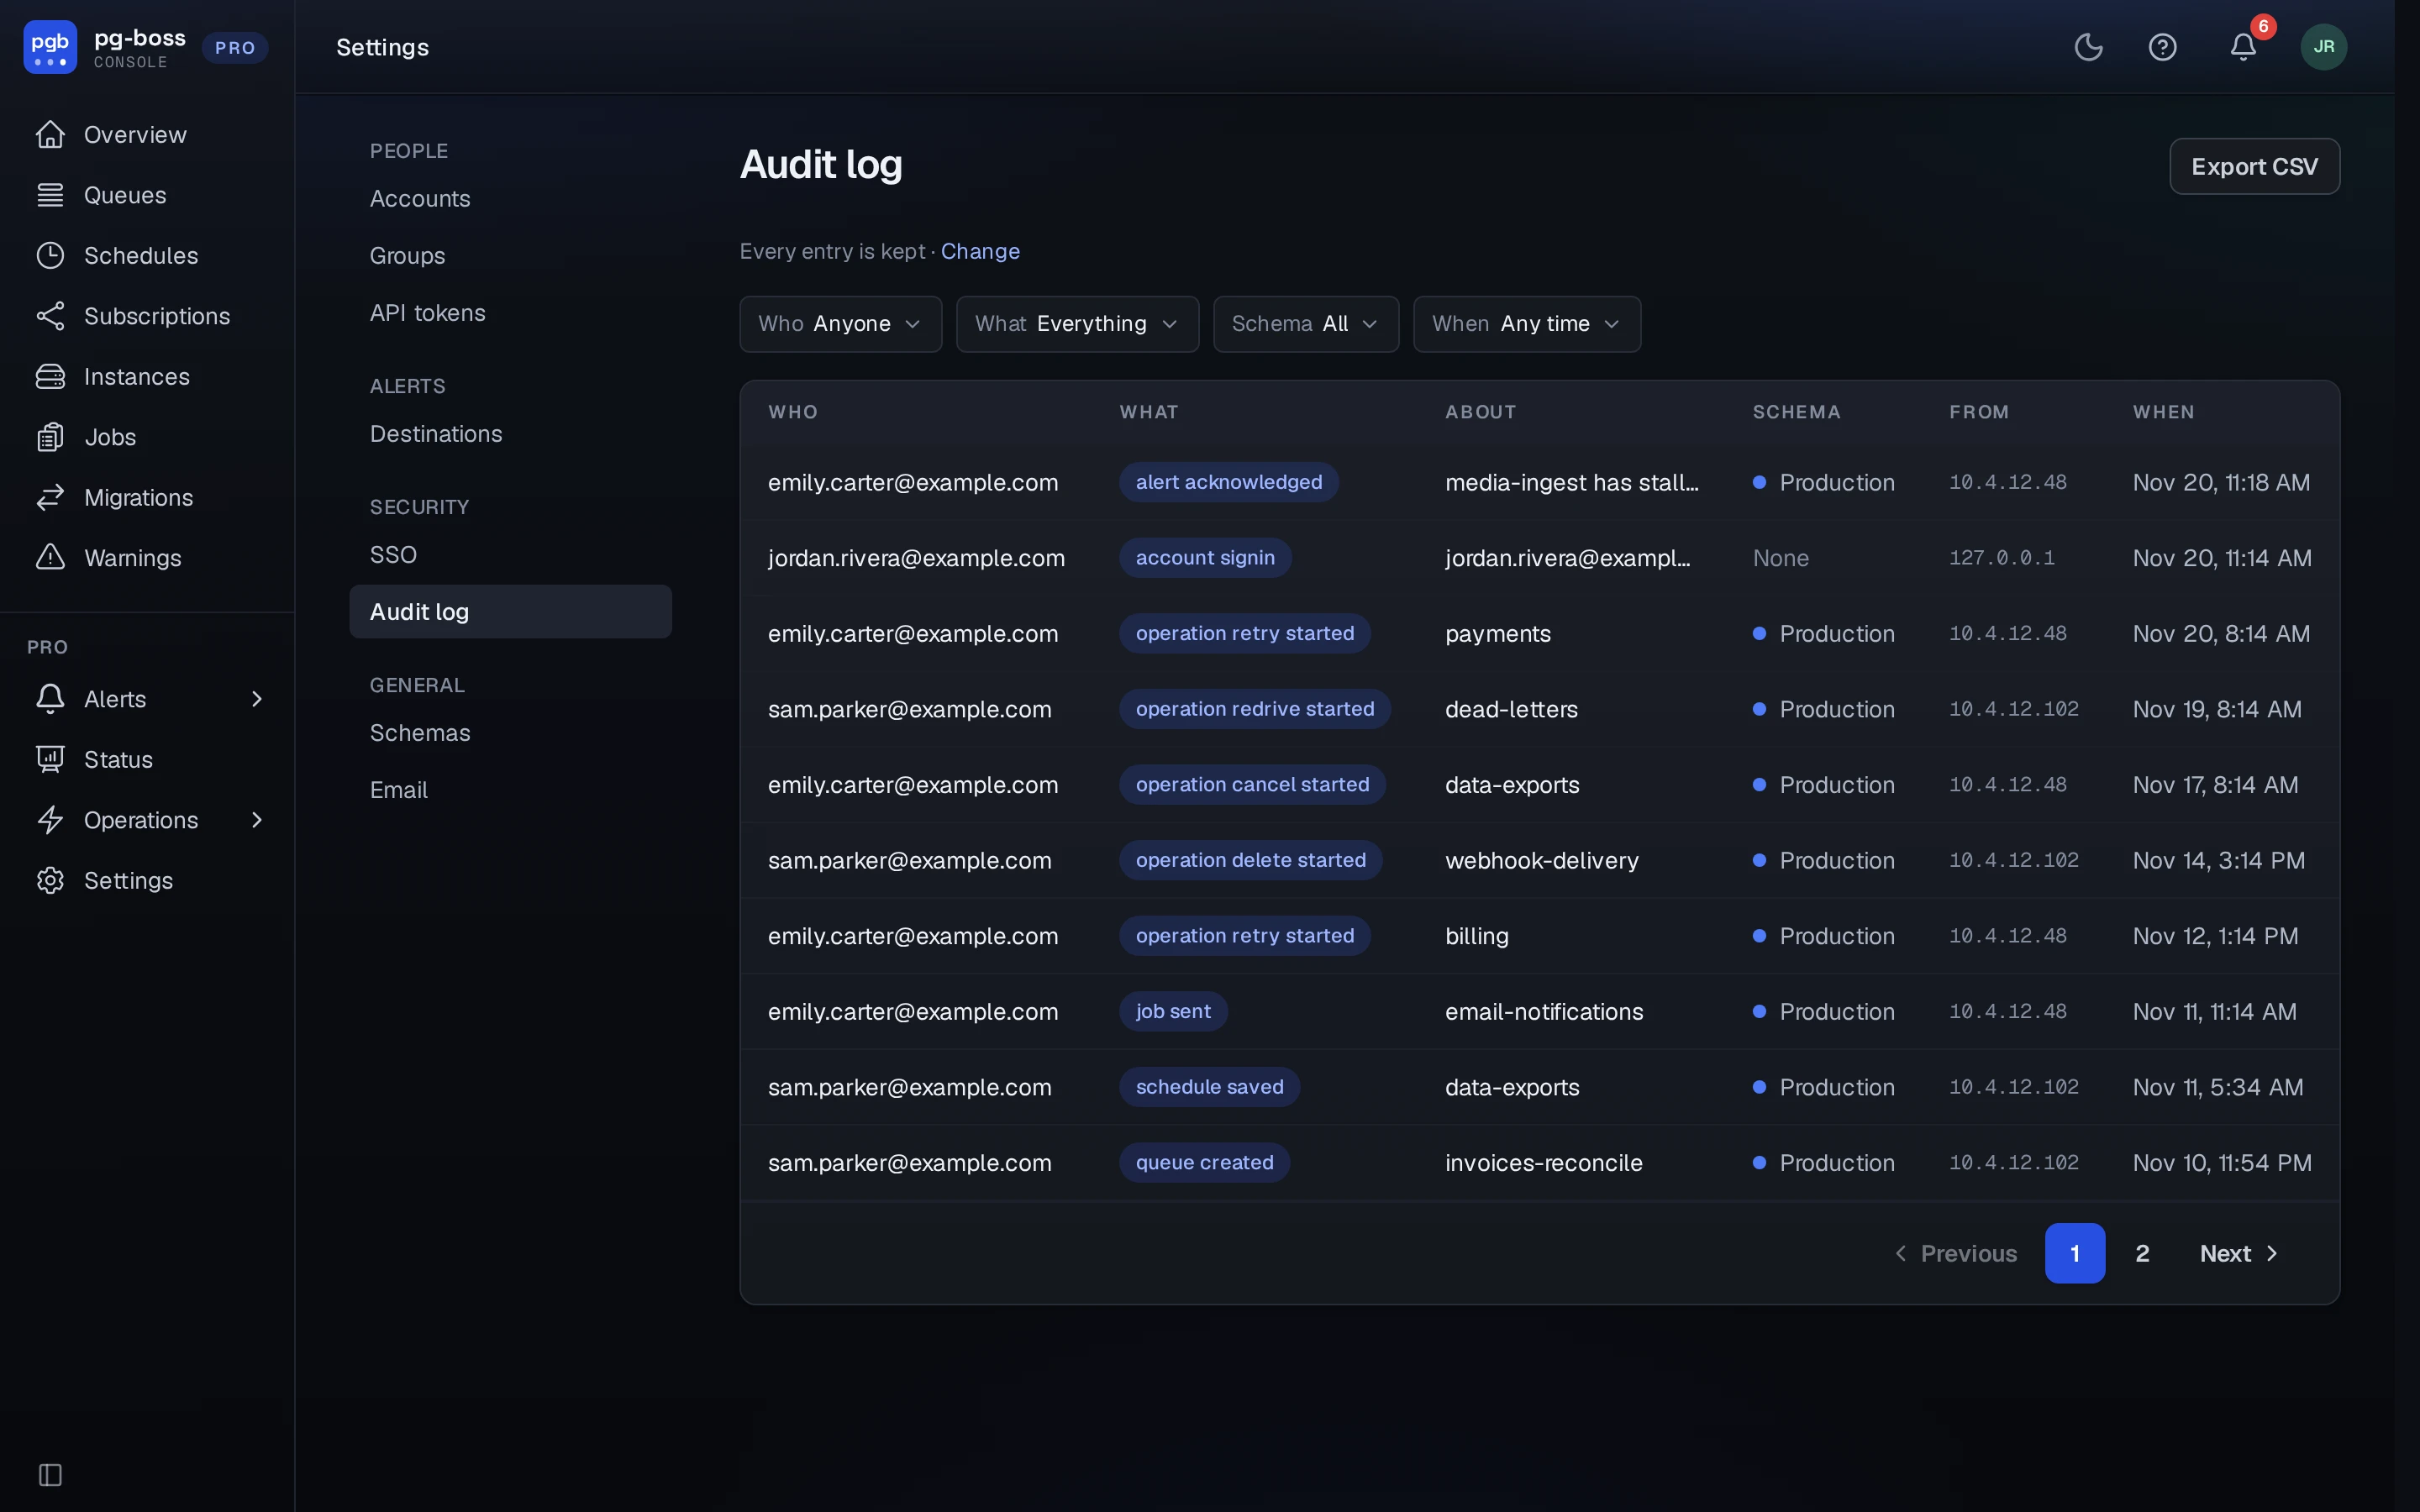 pgb
pg-boss
CONSOLE
PRO
Settings
6
JR
Overview
Queues
Schedules
Subscriptions
Instances
Jobs
Migrations
Warnings
PRO
Alerts
Status
Operations
Settings
PEOPLE
Accounts
Groups
API tokens
ALERTS
Destinations
SECURITY
SSO
Audit log
GENERAL
Schemas
Email
Audit log
Export CSV
Every entry is kept · Change
Who Anyone What Everything Schema All When Any time
WHO WHAT ABOUT SCHEMA FROM WHEN
emily.carter@example.com alert acknowledged media-ingest has stall... Production 10.4.12.48 Nov 20, 11:18 AM
jordan.rivera@example.com account signin jordan.rivera@exampl... None 127.0.0.1 Nov 20, 11:14 AM
emily.carter@example.com operation retry started payments Production 10.4.12.48 Nov 20, 8:14 AM
sam.parker@example.com operation redrive started dead-letters Production 10.4.12.102 Nov 19, 8:14 AM
emily.carter@example.com operation cancel started data-exports Production 10.4.12.48 Nov 17, 8:14 AM
sam.parker@example.com operation delete started webhook-delivery Production 10.4.12.102 Nov 14, 3:14 PM
emily.carter@example.com operation retry started billing Production 10.4.12.48 Nov 12, 1:14 PM
emily.carter@example.com job sent email-notifications Production 10.4.12.48 Nov 11, 11:14 AM
sam.parker@example.com schedule saved data-exports Production 10.4.12.102 Nov 11, 5:34 AM
sam.parker@example.com queue created invoices-reconcile Production 10.4.12.102 Nov 10, 11:54 PM
Previous 1 2 Next